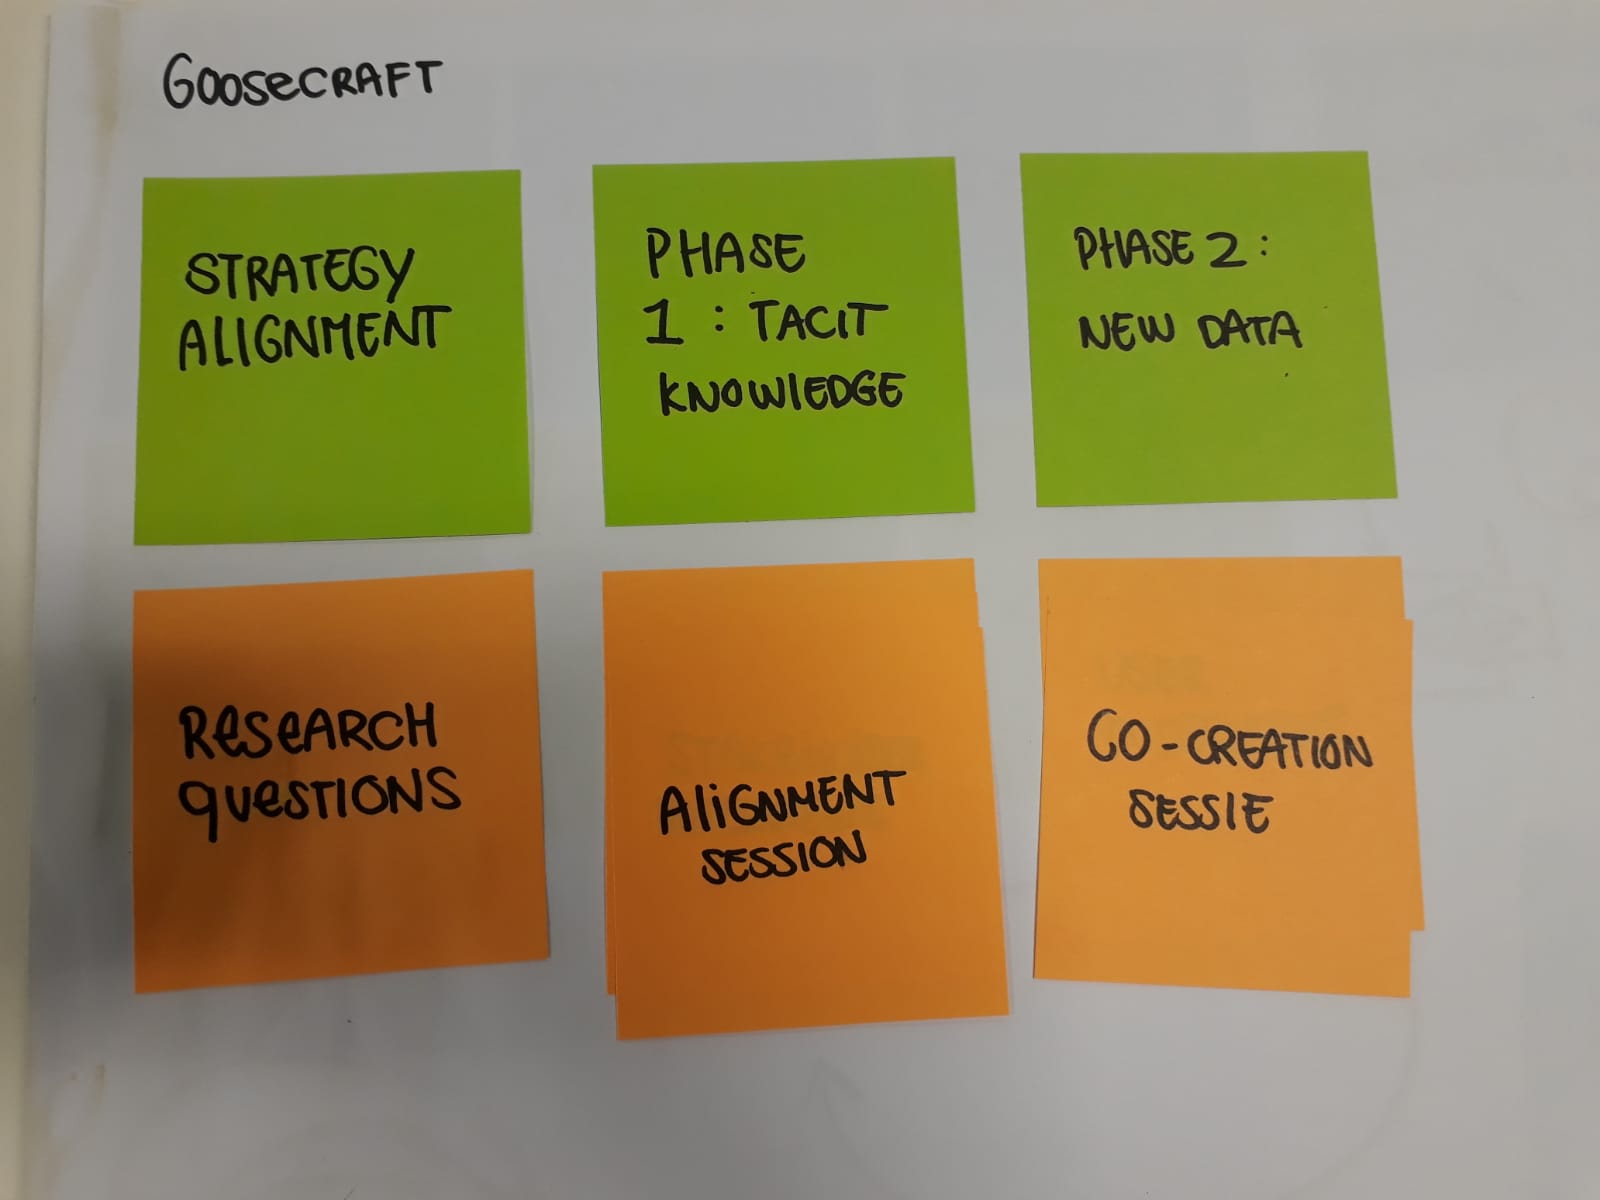 GOOSeCRAFT
STRATEGY
ALIGNMENT
PHASE
1 : TACIT
KNOWLEDGE
PHASE 2 :
NEW DATA
ReSeARCH
QUeSTIONS
ALiGNMENT
SESSION
CO-CREATION
SESSIE